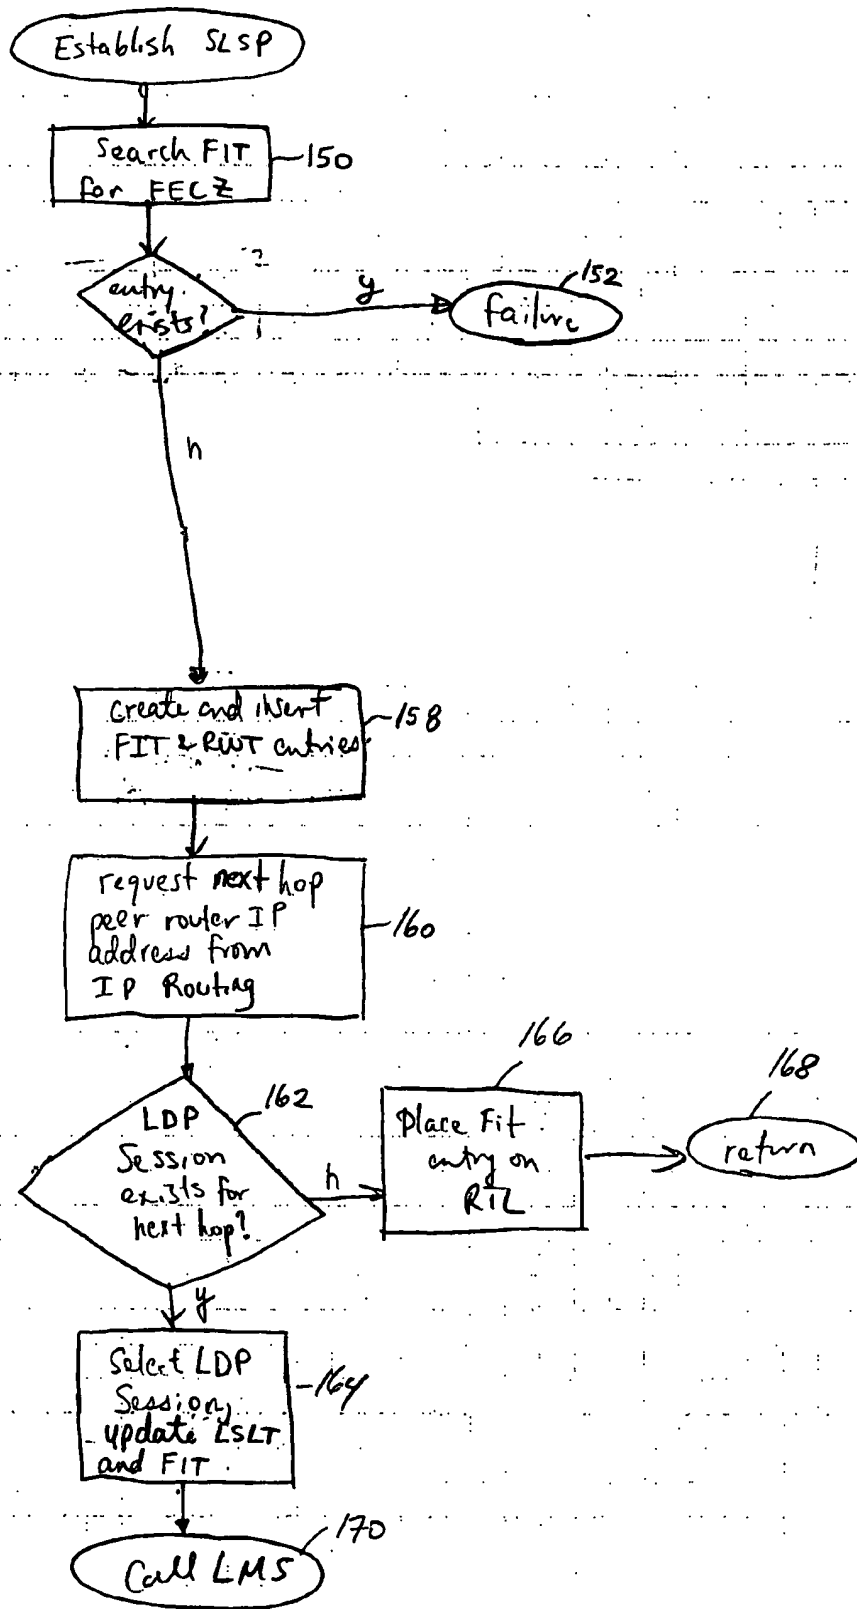 Establish SLSP
Search FIT
for FECZ
150
entry
exists?
y
152
failure
n
create and insert
FIT & RWT entries
158
request next hop
peer router IP
address from
IP Routing
160
LDP
Session
exists for
next hop?
162
n
166
Place Fit
entry on
RTL
168
return
y
Select LDP
Session,
update LSLT
and FIT
164
Call LMS
170